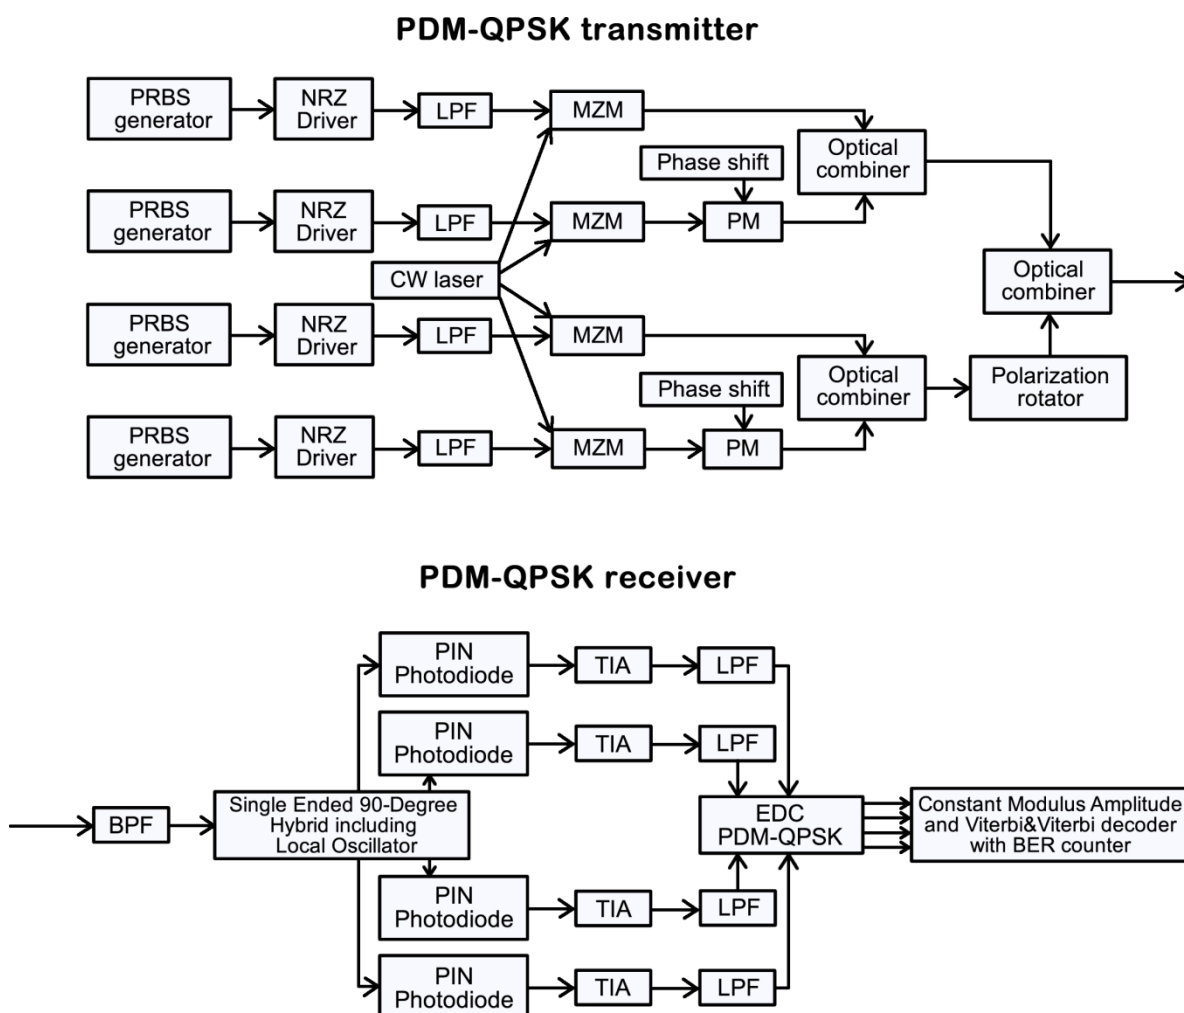 PDM-QPSK transmitter
PRBS
generator
NRZ
Driver
LPF
MZM
Optical
combiner
Phase shift
PRBS
generator
NRZ
Driver
LPF
MZM
PM
CW laser
Optical
combiner
PRBS
generator
NRZ
Driver
LPF
MZM
Phase shift
Optical
combiner
Polarization
rotator
PRBS
generator
NRZ
Driver
LPF
MZM
PM
PDM-QPSK receiver
PIN
Photodiode
TIA
LPF
PIN
Photodiode
TIA
LPF
BPF
Single Ended 90-Degree
Hybrid including
Local Oscillator
EDC
PDM-QPSK
Constant Modulus Amplitude
and Viterbi&Viterbi decoder
with BER counter
PIN
Photodiode
TIA
LPF
PIN
Photodiode
TIA
LPF